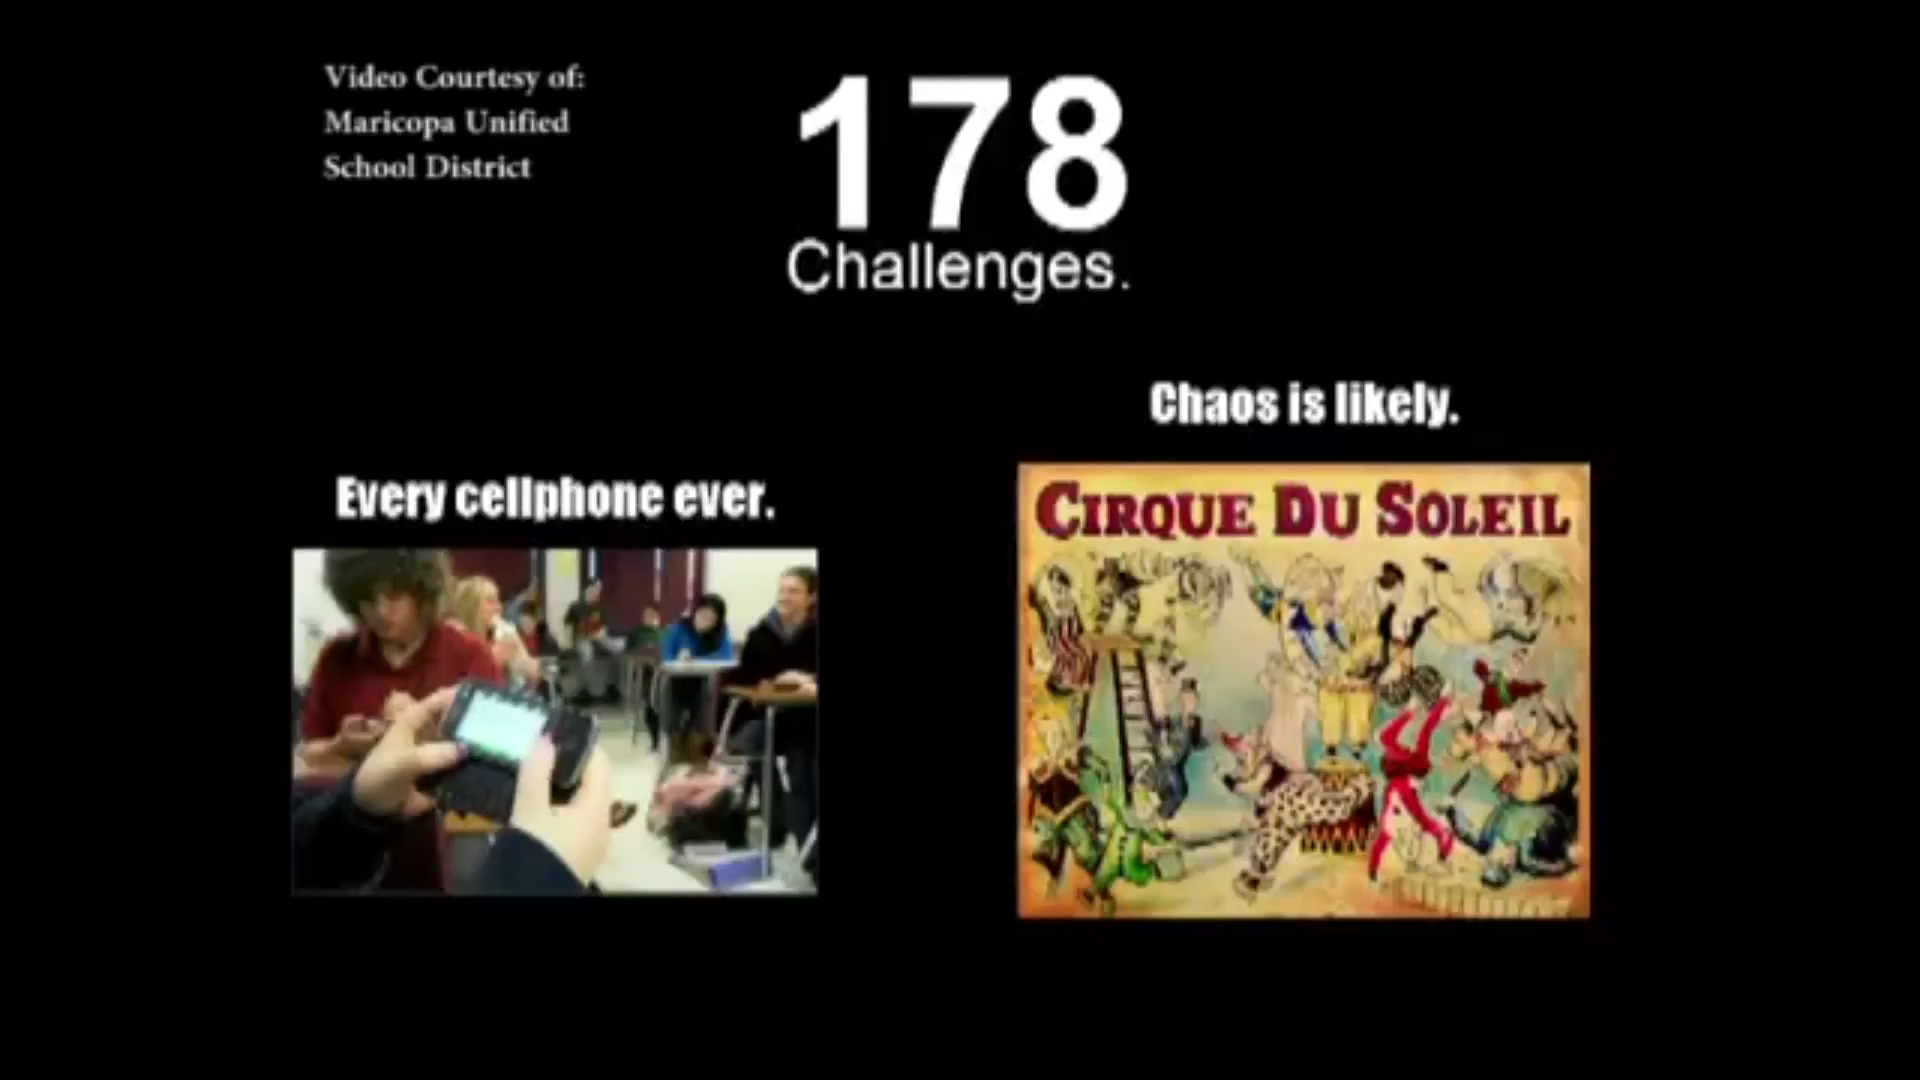 Video Courtesy of:
Maricopa Unified
School District
178
Challenges.
Chaos is likely.
Every cellphone ever.
CIRQUE DU SOLEIL